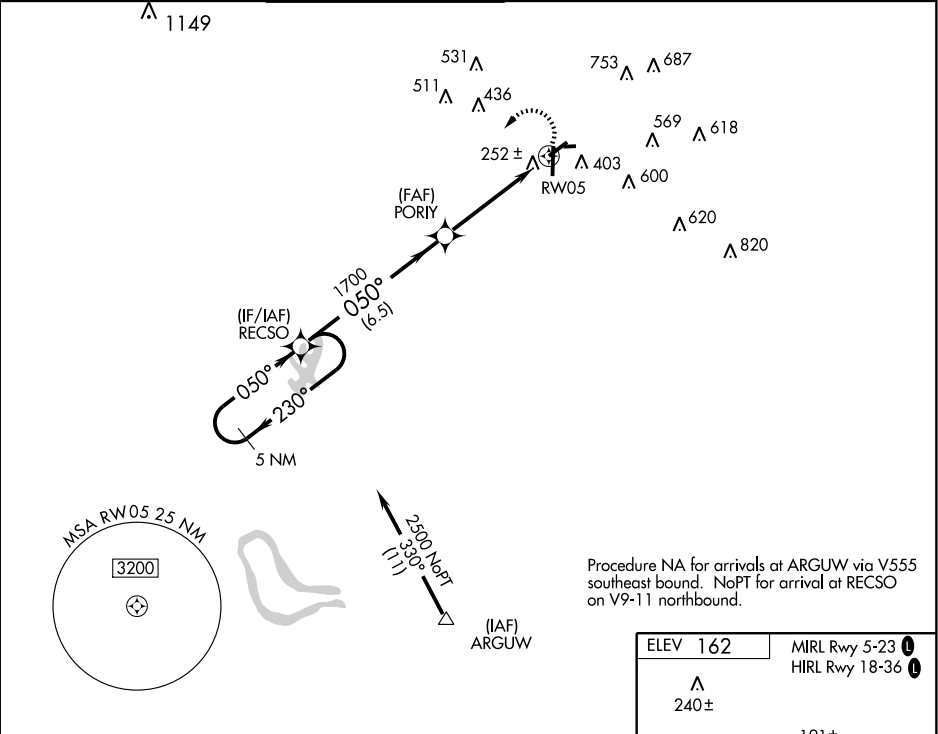 1149
531
511
436
753
687
569
618
252 ±
403
RW05
600
620
820
(FAF)
PORIY
1700
050°
(6.5)
(IF/IAF)
RECSO
050°
230°
5 NM
MSA RW05 25 NM
3200
2500 NoPT
330°
(11)
(IAF)
ARGUW
Procedure NA for arrivals at ARGUW via V555
southeast bound. NoPT for arrival at RECSO
on V9-11 northbound.
ELEV 162
MIRL Rwy 5-23 L
HIRL Rwy 18-36 L
240 ±